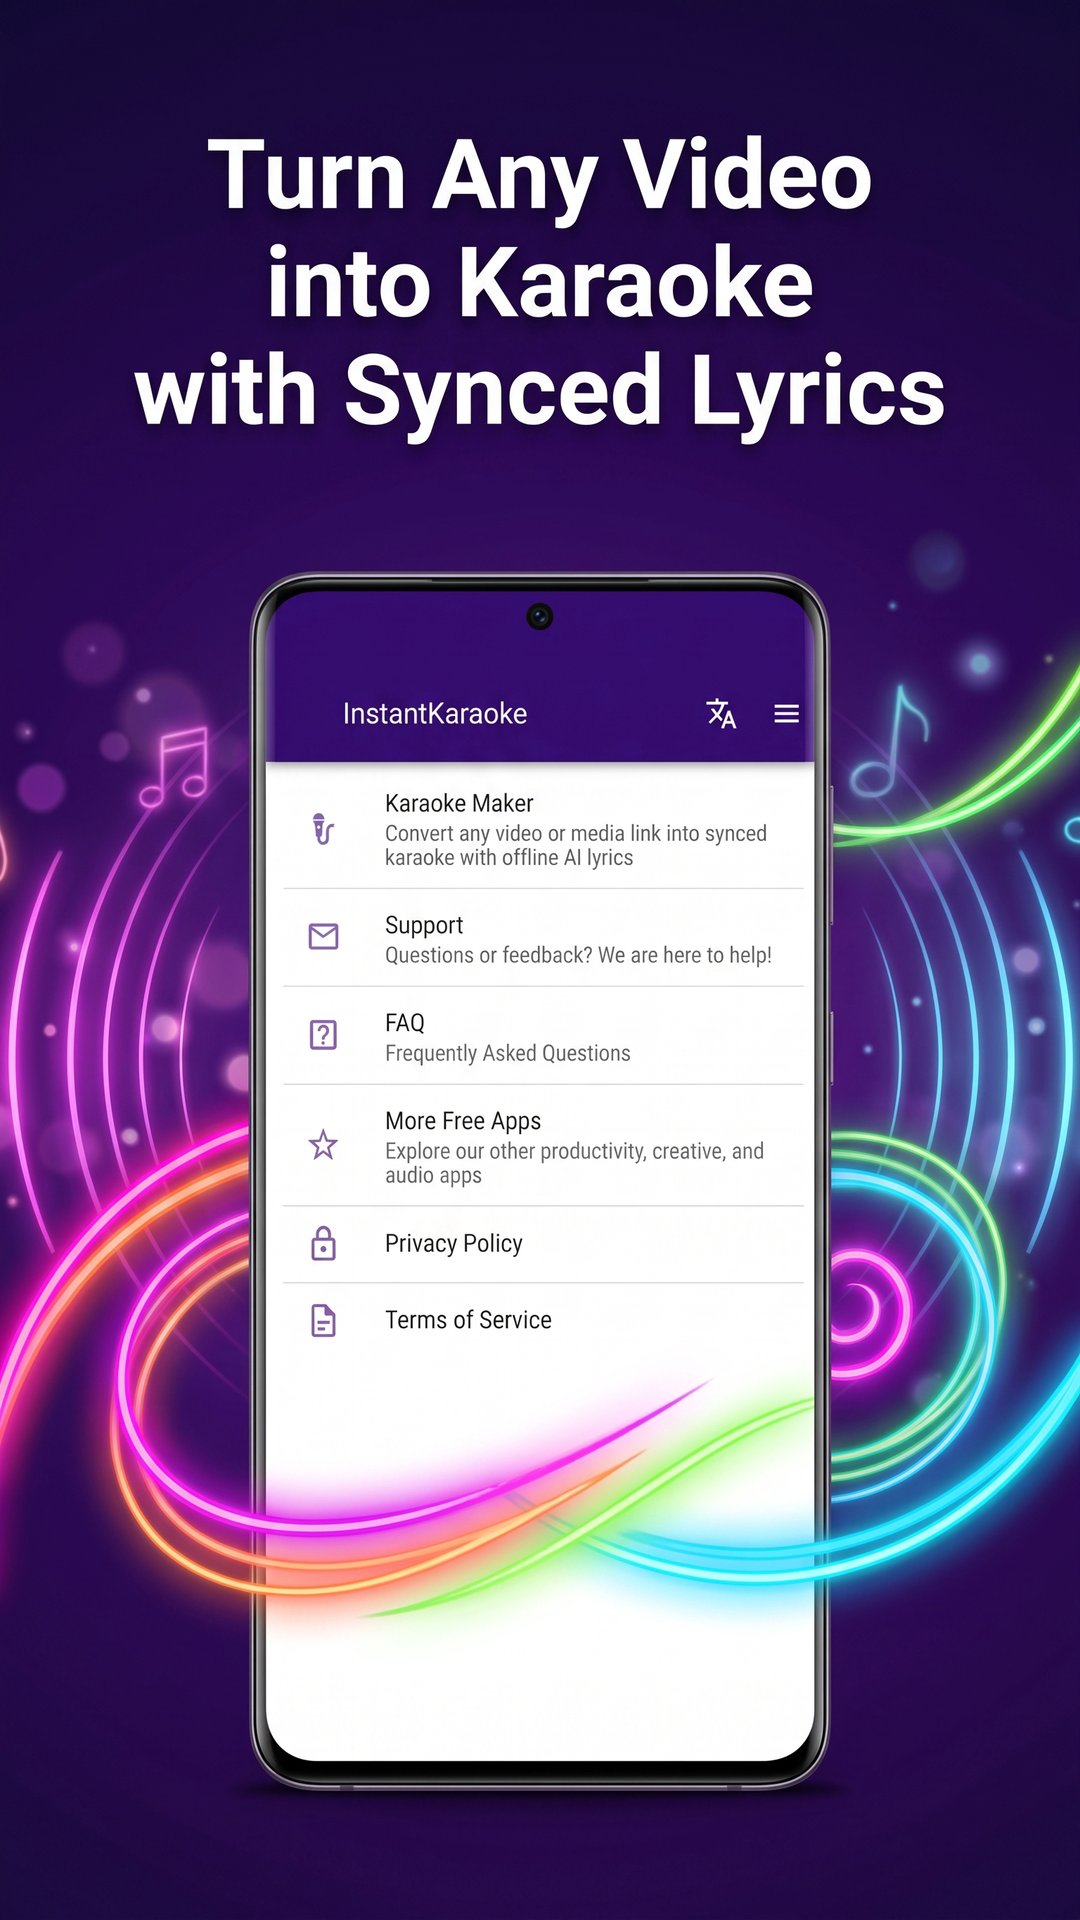 Turn Any Video
into Karaoke
with Synced Lyrics
InstantKaraoke
Karaoke Maker
Convert any video or media link into synced
karaoke with offline AI lyrics
Support
Questions or feedback? We are here to help!
FAQ
Frequently Asked Questions
More Free Apps
Explore our other productivity, creative, and
audio apps
Privacy Policy
Terms of Service